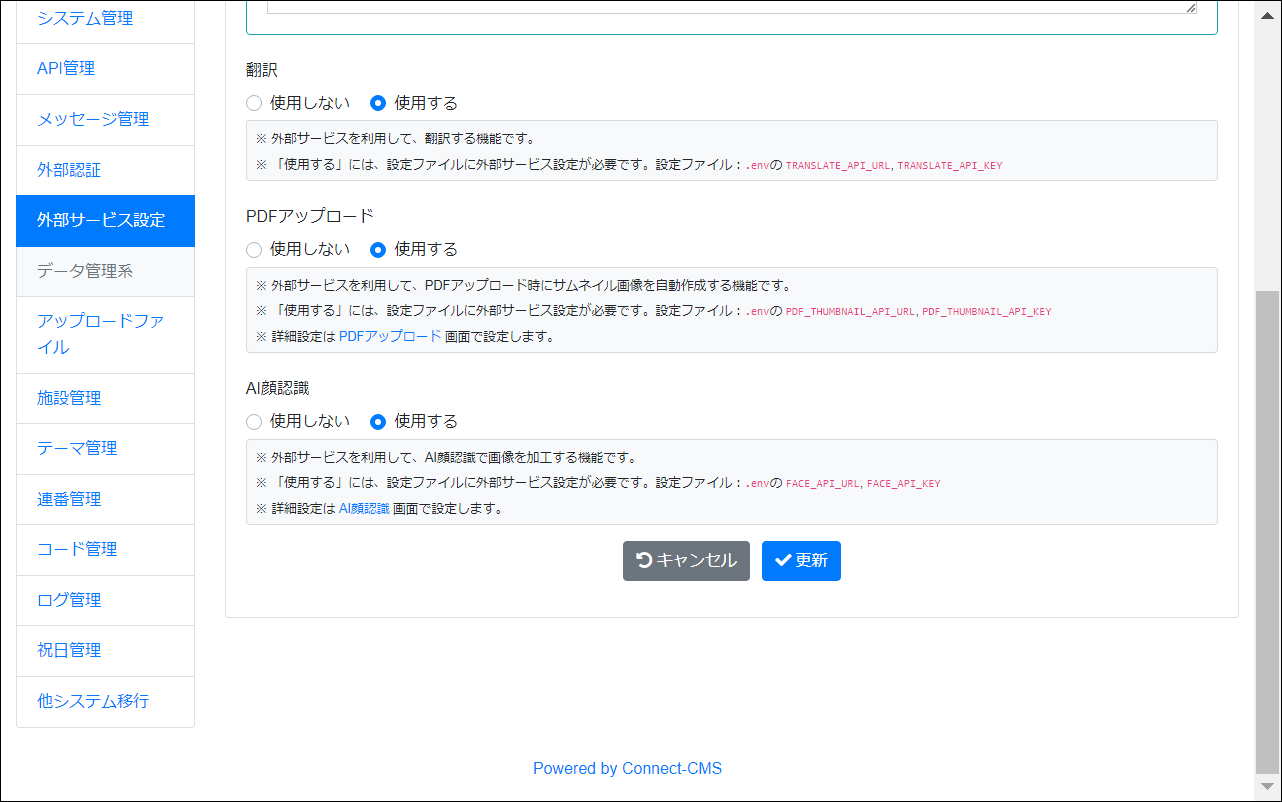 システム管理
API管理
メッセージ管理
外部認証
外部サービス設定
データ管理系
アップロードファ
イル
施設管理
テーマ管理
連番管理
コード管理
ログ管理
祝日管理
他システム移行
翻訳
使用しない 使用する
※ 外部サービスを利用して、翻訳する機能です。
※ 「使用する」には、設定ファイルに外部サービス設定が必要です。設定ファイル：.envの TRANSLATE_API_URL, TRANSLATE_API_KEY
PDFアップロード
使用しない 使用する
※ 外部サービスを利用して、PDFアップロード時にサムネイル画像を自動作成する機能です。
※ 「使用する」には、設定ファイルに外部サービス設定が必要です。設定ファイル：.envの PDF_THUMBNAIL_API_URL, PDF_THUMBNAIL_API_KEY
※ 詳細設定は PDFアップロード 画面で設定します。
AI顔認識
使用しない 使用する
※ 外部サービスを利用して、AI顔認識で画像を加工する機能です。
※ 「使用する」には、設定ファイルに外部サービス設定が必要です。設定ファイル：.envの FACE_API_URL, FACE_API_KEY
※ 詳細設定は AI顔認識 画面で設定します。
キャンセル 更新
Powered by Connect-CMS